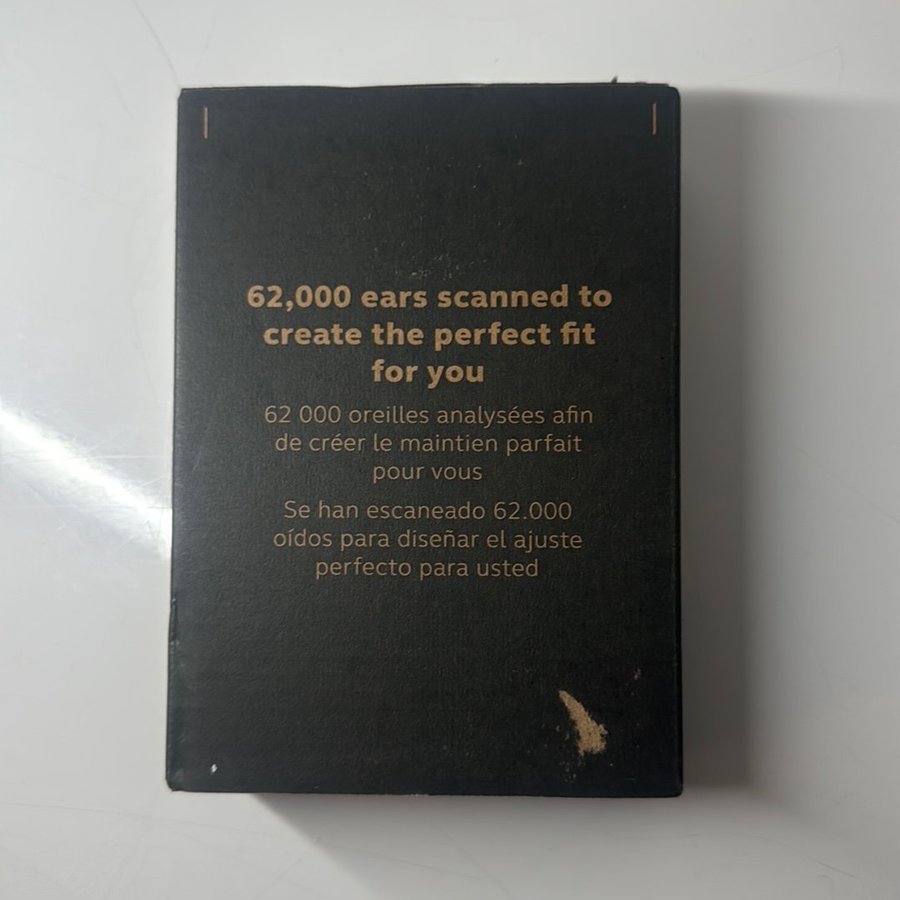 62,000 ears scanned to
create the perfect fit
for you
62 000 oreilles analysées afin
de créer le maintien parfait
pour vous
Se han escaneado 62.000
oídos para diseñar el ajuste
perfecto para usted